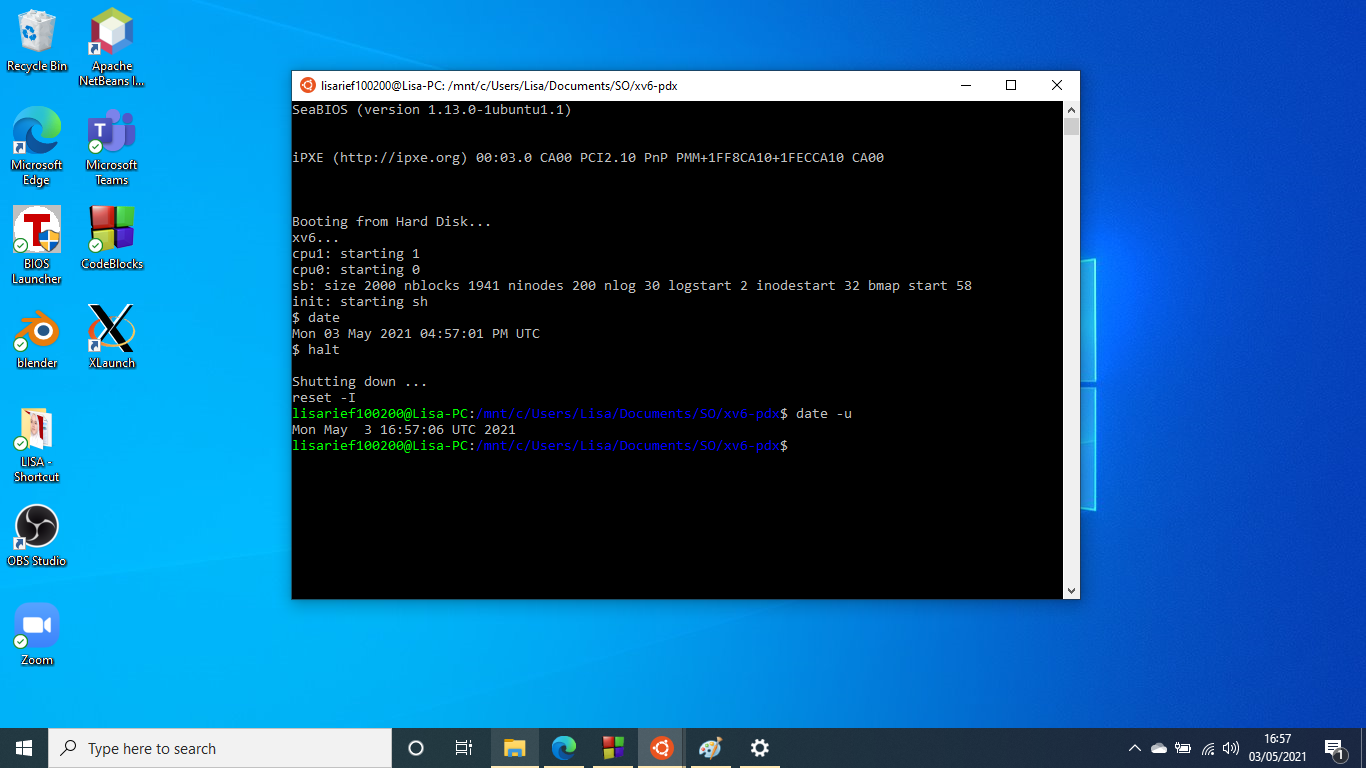 Recycle Bin
Apache
NetBeans I...
Microsoft
Edge
Microsoft
Teams
BIOS
Launcher
CodeBlocks
blender
XLaunch
LISA -
Shortcut
OBS Studio
Zoom
lisarief100200@Lisa-PC: /mnt/c/Users/Lisa/Documents/SO/xv6-pdx
SeaBIOS (version 1.13.0-1ubuntu1.1)
iPXE (http://ipxe.org) 00:03.0 CA00 PCI2.10 PnP PMM+1FF8CA10+1FECCA10 CA00
Booting from Hard Disk...
xv6...
cpu1: starting 1
cpu0: starting 0
sb: size 2000 nblocks 1941 ninodes 200 nlog 30 logstart 2 inodestart 32 bmap start 58
init: starting sh
$ date
Mon 03 May 2021 04:57:01 PM UTC
$ halt
Shutting down ...
reset -I
lisarief100200@Lisa-PC:/mnt/c/Users/Lisa/Documents/SO/xv6-pdx$ date -u
Mon May  3 16:57:06 UTC 2021
lisarief100200@Lisa-PC:/mnt/c/Users/Lisa/Documents/SO/xv6-pdx$
Type here to search
16:57
03/05/2021
1